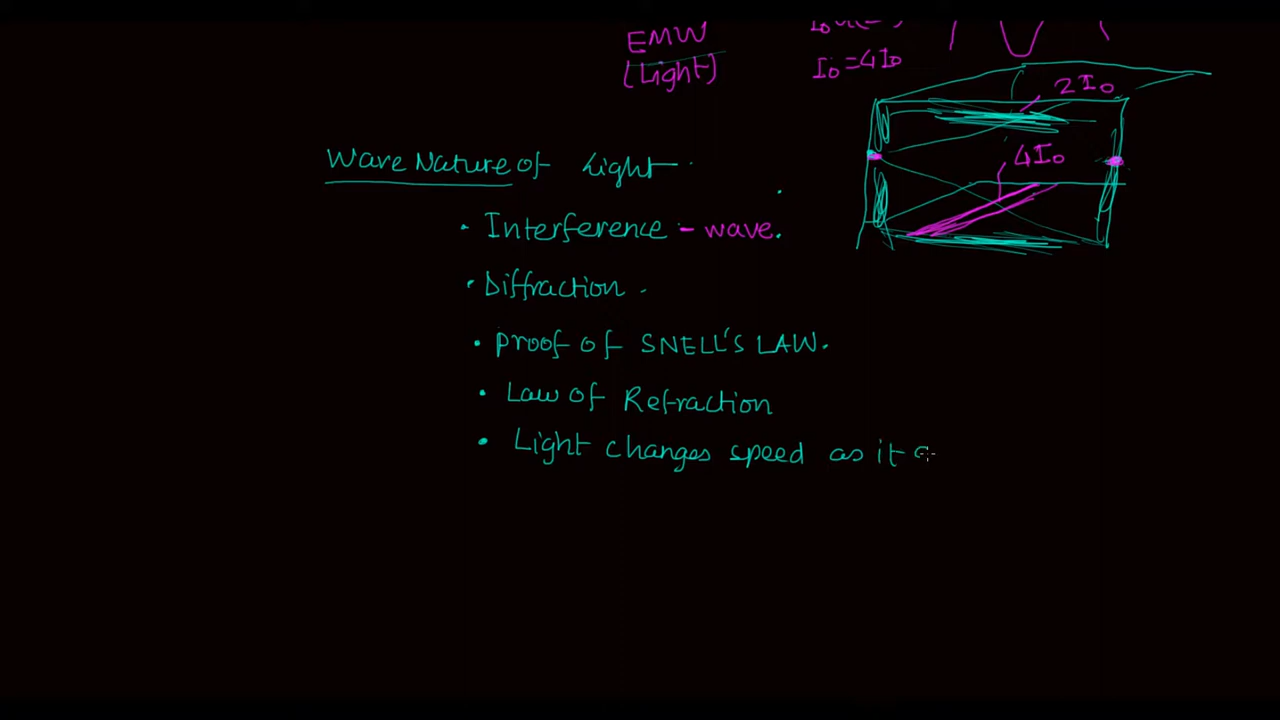 EMW
(Light)
I₀ = 4I₀
2I₀
4I₀
Wave Nature of Light
• Interference - wave.
• Diffraction.
• Proof of SNELL'S LAW.
• Law of Refraction
• Light changes speed as it